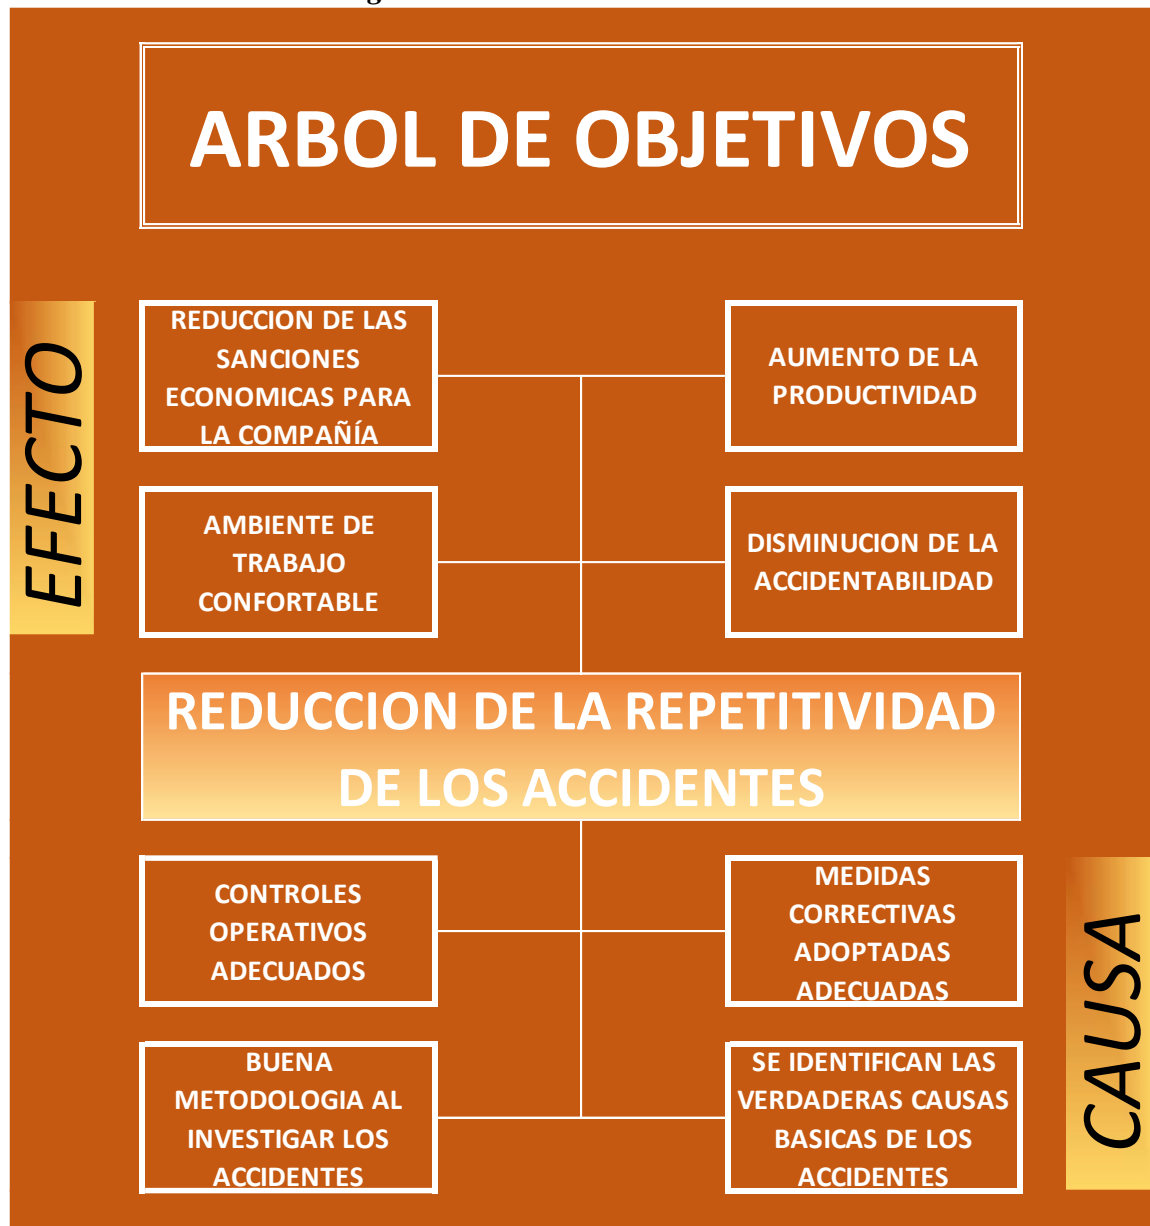 ARBOL DE OBJETIVOS
EFECTO
REDUCCION DE LAS
SANCIONES
ECONOMICAS PARA
LA COMPAÑÍA
AUMENTO DE LA
PRODUCTIVIDAD
AMBIENTE DE
TRABAJO
CONFORTABLE
DISMINUCION DE LA
ACCIDENTABILIDAD
REDUCCION DE LA REPETITIVIDAD
DE LOS ACCIDENTES
CONTROLES
OPERATIVOS
ADECUADOS
MEDIDAS
CORRECTIVAS
ADOPTADAS
ADECUADAS
CAUSA
BUENA
METODOLOGIA AL
INVESTIGAR LOS
ACCIDENTES
SE IDENTIFICAN LAS
VERDADERAS CAUSAS
BASICAS DE LOS
ACCIDENTES